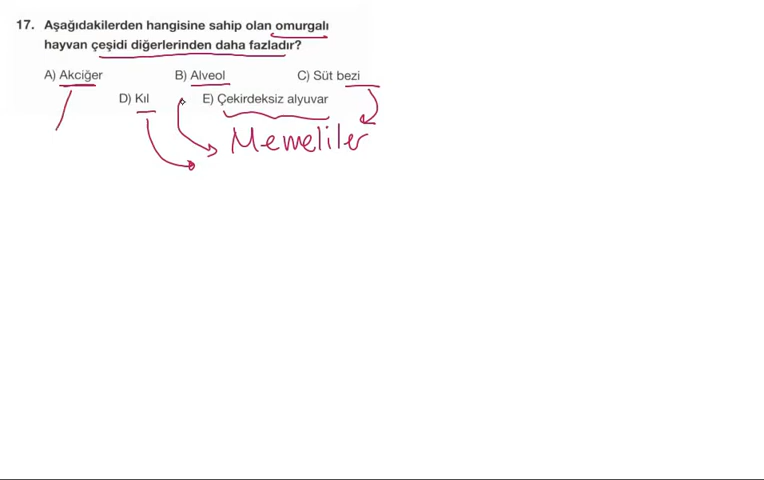 17. Aşağıdakilerden hangisine sahip olan omurgalı
hayvan çeşidi diğerlerinden daha fazladır?
A) Akciğer B) Alveol C) Süt bezi
D) Kıl E) Çekirdeksiz alyuvar
Memeliler